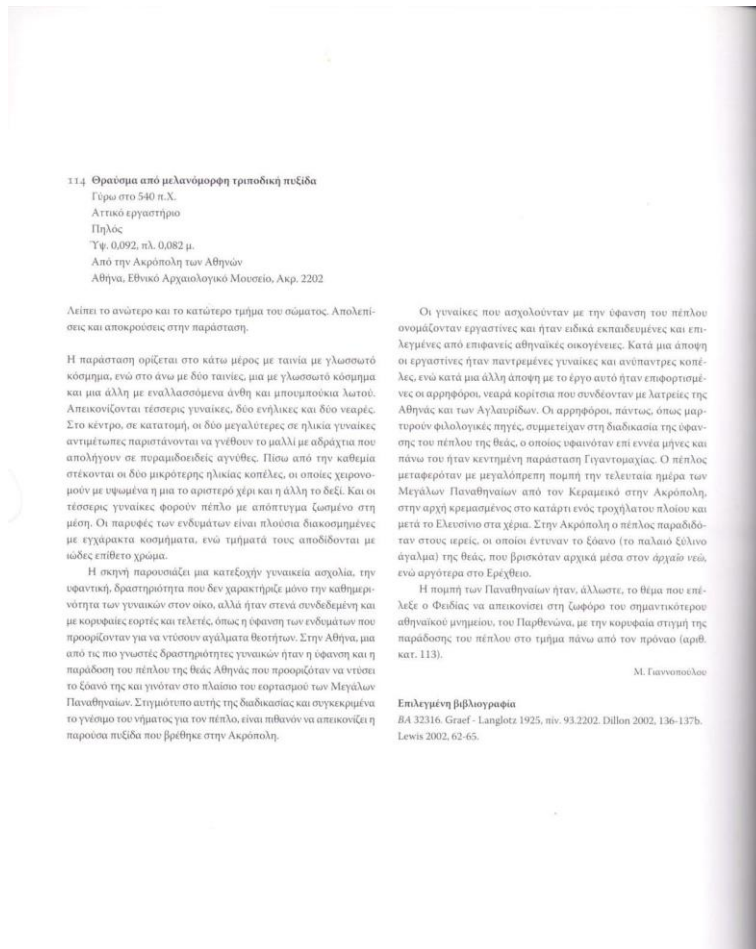 114 Θραύσμα από μελανόμορφη τριποδική πυξίδα
Γύρω στο 540 π.Χ.
Αττικό εργαστήριο
Πηλός
Ύψ. 0,092, πλ. 0,082 μ.
Από την Ακρόπολη των Αθηνών
Αθήνα, Εθνικό Αρχαιολογικό Μουσείο, Ακρ. 2202
Λείπει το ανώτερο και το κατώτερο τμήμα του σώματος. Απολεπί-
σεις και αποκρούσεις στην παράσταση.
Η παράσταση ορίζεται στο κάτω μέρος με ταινία με γλωσσωτό
κόσμημα, ενώ στο άνω με δύο ταινίες, μια με γλωσσωτό κόσμημα
και μια άλλη με εναλλασσόμενα άνθη και μπουμπούκια λωτού.
Απεικονίζονται τέσσερις γυναίκες, δύο ενήλικες και δύο νεαρές.
Στο κέντρο, σε κατατομή, οι δύο μεγαλύτερες σε ηλικία γυναίκες
αντιμέτωπες παριστάνονται να γνέθουν το μαλλί με αδράχτια που
απολήγουν σε πυραμιδοειδείς αγνύθες. Πίσω από την καθεμία
στέκονται οι δύο μικρότερης ηλικίας κοπέλες, οι οποίες χειρονο-
μούν με υψωμένα η μια το αριστερό χέρι και η άλλη το δεξί. Και οι
τέσσερις γυναίκες φορούν πέπλο με απόπτυγμα ζωσμένο στη
μέση. Οι παρυφές των ενδυμάτων είναι πλούσια διακοσμημένες
με εγχάρακτα κοσμήματα, ενώ τμήματά τους αποδίδονται με
ιώδες επίθετο χρώμα.
Η σκηνή παρουσιάζει μια κατεξοχήν γυναικεία ασχολία, την
υφαντική, δραστηριότητα που δεν χαρακτήριζε μόνο την καθημερι-
νότητα των γυναικών στον οίκο, αλλά ήταν στενά συνδεδεμένη και
με κορυφαίες εορτές και τελετές, όπως η ύφανση των ενδυμάτων που
προορίζονταν για να ντύσουν αγάλματα θεοτήτων. Στην Αθήνα, μια
από τις πιο γνωστές δραστηριότητες γυναικών ήταν η ύφανση και η
παράδοση του πέπλου της θεάς Αθηνάς που προοριζόταν να ντύσει
το ξόανό της και γινόταν στο πλαίσιο του εορτασμού των Μεγάλων
Παναθηναίων. Στιγμιότυπο αυτής της διαδικασίας και συγκεκριμένα
το γνέσιμο του νήματος για τον πέπλο, είναι πιθανόν να απεικονίζει η
παρούσα πυξίδα που βρέθηκε στην Ακρόπολη.
Οι γυναίκες που ασχολούνταν με την ύφανση του πέπλου
ονομάζονταν εργαστίνες και ήταν ειδικά εκπαιδευμένες και επι-
λεγμένες από επιφανείς αθηναϊκές οικογένειες. Κατά μια άποψη
οι εργαστίνες ήταν παντρεμένες γυναίκες και ανύπαντρες κοπέ-
λες, ενώ κατά μια άλλη άποψη με το έργο αυτό ήταν επιφορτισμέ-
νες οι αρρηφόροι, νεαρά κορίτσια που συνδέονταν με λατρείες της
Αθηνάς και των Αγλαυρίδων. Οι αρρηφόροι, πάντως, όπως μαρ-
τυρούν φιλολογικές πηγές, συμμετείχαν στη διαδικασία της ύφαν-
σης του πέπλου της θεάς, ο οποίος υφαινόταν επί εννέα μήνες και
πάνω του ήταν κεντημένη παράσταση Γιγαντομαχίας. Ο πέπλος
μεταφερόταν με μεγαλόπρεπη πομπή την τελευταία ημέρα των
Μεγάλων Παναθηναίων από τον Κεραμεικό στην Ακρόπολη,
στην αρχή κρεμασμένος στο κατάρτι ενός τροχήλατου πλοίου και
μετά το Ελευσίνιο στα χέρια. Στην Ακρόπολη ο πέπλος παραδιδό-
ταν στους ιερείς, οι οποίοι έντυναν το ξόανο (το παλαιό ξύλινο
άγαλμα) της θεάς, που βρισκόταν αρχικά μέσα στον αρχαίο νεώ,
ενώ αργότερα στο Ερέχθειο.
Η πομπή των Παναθηναίων ήταν, άλλωστε, το θέμα που επέ-
λεξε ο Φειδίας να απεικονίσει στη ζωφόρο του σημαντικότερου
αθηναϊκού μνημείου, του Παρθενώνα, με την κορυφαία στιγμή της
παράδοσης του πέπλου στο τμήμα πάνω από τον πρόναο (αριθ.
κατ. 113).
Μ. Γιαννοπούλου
Επιλεγμένη βιβλιογραφία
BA 32316. Graef - Langlotz 1925, πίν. 93.2202. Dillon 2002, 136-137b.
Lewis 2002, 62-65.